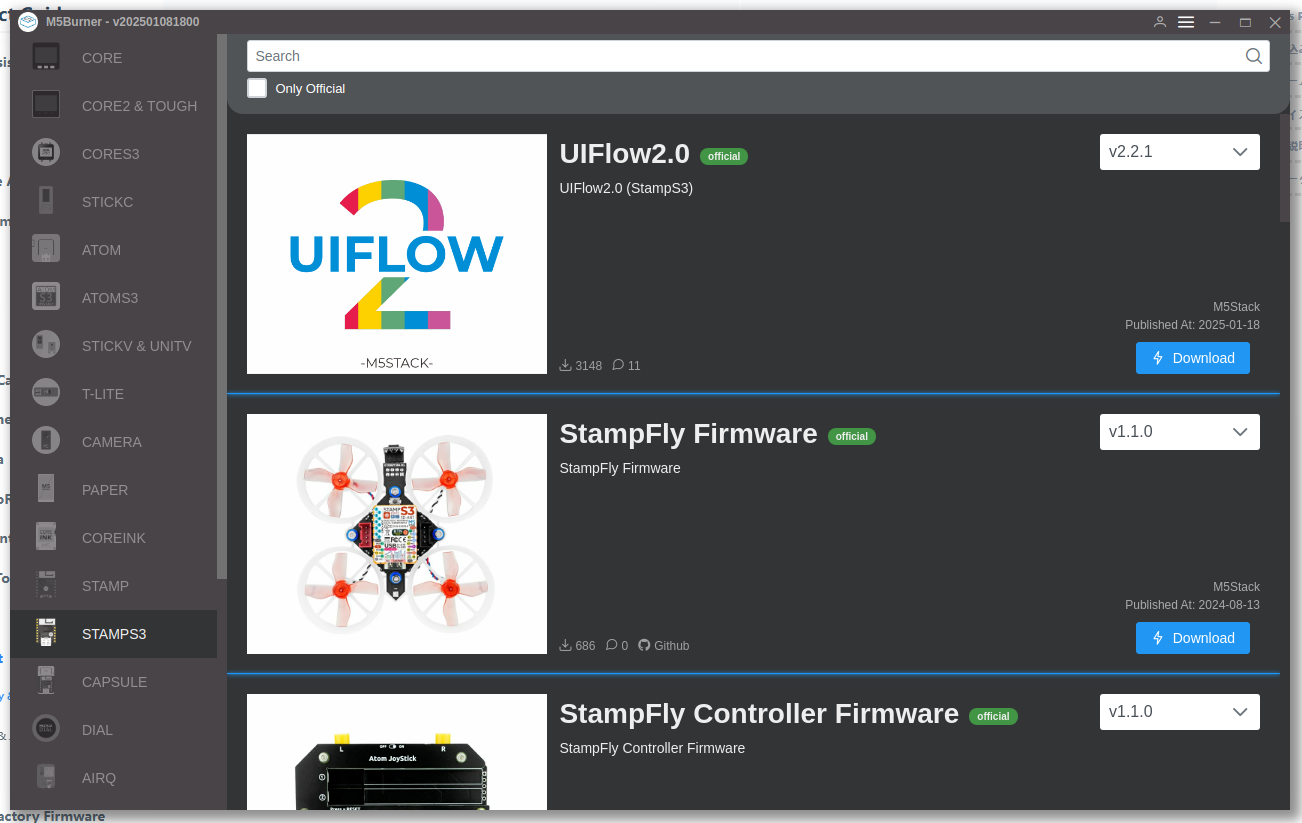 M5Burner - v202501081800
CORE
CORE2 & TOUGH
CORES3
STICKC
ATOM
ATOMS3
STICKV & UNITV
T-LITE
CAMERA
PAPER
COREINK
STAMP
STAMPS3
CAPSULE
DIAL
AIRQ
Search
Only Official
UIFLOW
2
-M5STACK-
UIFlow2.0 official
v2.2.1
UIFlow2.0 (StampS3)
M5Stack
Published At: 2025-01-18
3148 11
Download
StampFly Firmware official
v1.1.0
StampFly Firmware
STAMP S3
M5Stack
Published At: 2024-08-13
686 0 Github
Download
StampFly Controller Firmware official
v1.1.0
StampFly Controller Firmware
L OFF ON R
Atom JoyStick
actory Firmware